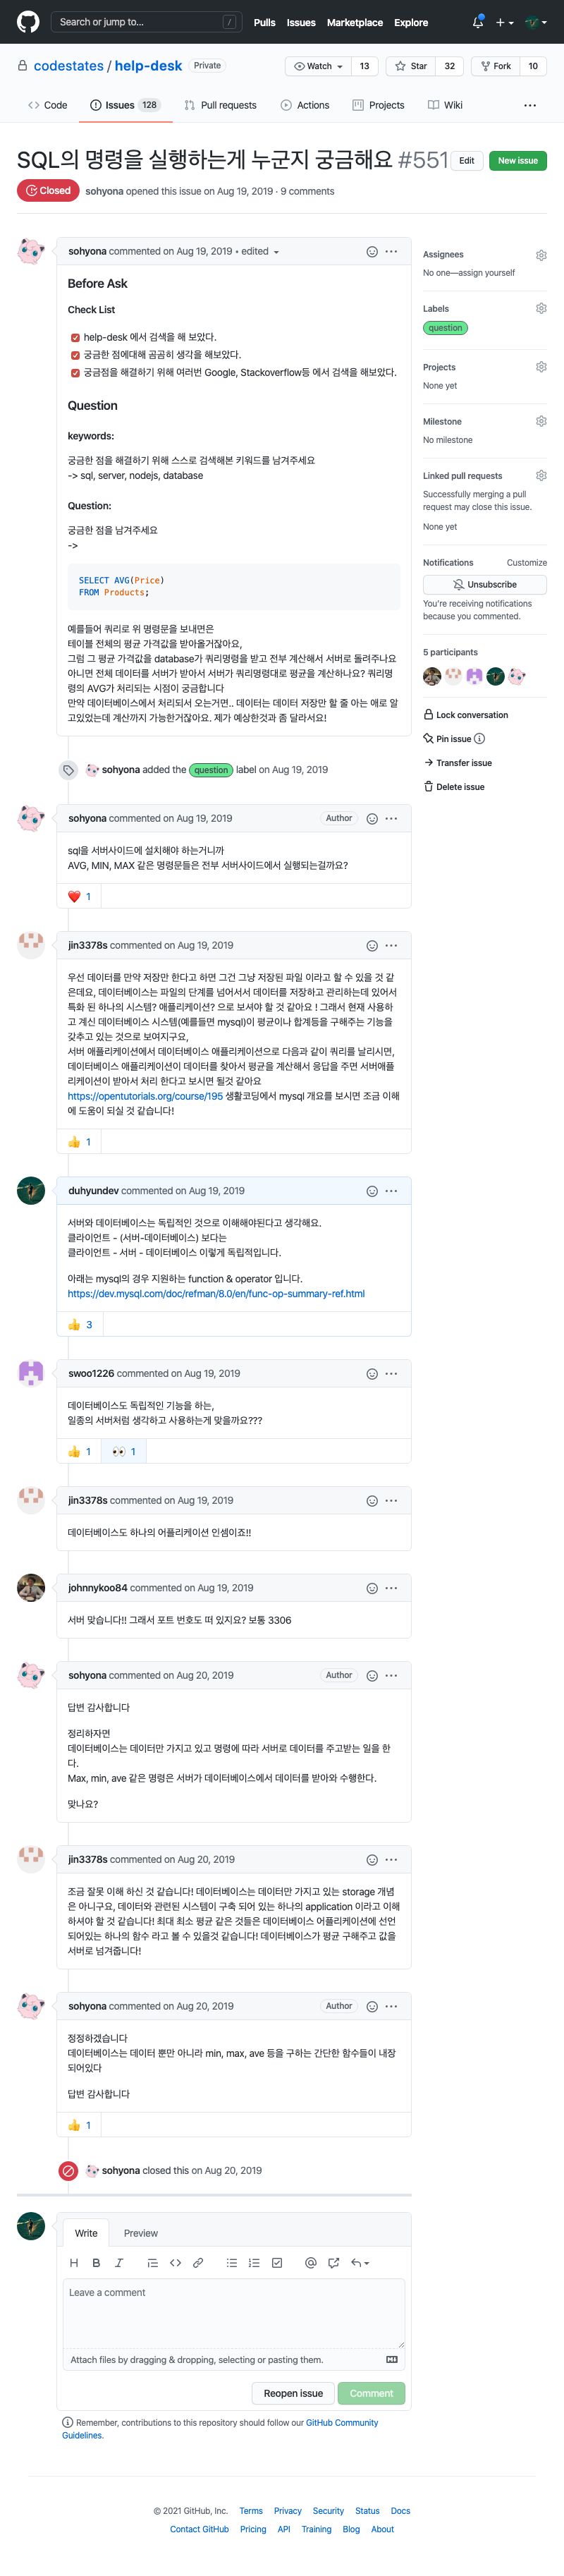 Search or jump to...
/
Pulls Issues Marketplace Explore
codestates / help-desk Private
Watch 13 Star 32 Fork 10
Code Issues 128 Pull requests Actions Projects Wiki
SQL의 명령을 실행하는게 누군지 궁금해요 #551
Edit New issue
Closed sohyona opened this issue on Aug 19, 2019 · 9 comments
sohyona commented on Aug 19, 2019 • edited
Before Ask
Check List
help-desk 에서 검색을 해 보았다.
궁금한 점에대해 곰곰히 생각을 해보았다.
궁금점을 해결하기 위해 여러번 Google, Stackoverflow등 에서 검색을 해보았다.
Question
keywords:
궁금한 점을 해결하기 위해 스스로 검색해본 키워드를 남겨주세요
-> sql, server, nodejs, database
Question:
궁금한 점을 남겨주세요
->
SELECT AVG(Price)
FROM Products;
예를들어 쿼리로 위 명령문을 보내면은
테이블 전체의 평균 가격값을 받아올거잖아요,
그럼 그 평균 가격값을 database가 쿼리명령을 받고 전부 계산해서 서버로 돌려주나요
아니면 전체 데이터를 서버가 받아서 서버가 쿼리명령대로 평균을 계산하나요? 쿼리명
령의 AVG가 처리되는 시점이 궁금합니다
만약 데이터베이스에서 처리되서 오는거면.. 데이터는 데이터 저장만 할 줄 아는 애로 알
고있었는데 계산까지 가능한거잖아요. 제가 예상한것과 좀 달라서요!
Assignees
No one—assign yourself
Labels
question
Projects
None yet
Milestone
No milestone
Linked pull requests
Successfully merging a pull
request may close this issue.
None yet
Notifications Customize
Unsubscribe
You're receiving notifications
because you commented.
5 participants
Lock conversation
Pin issue
Transfer issue
Delete issue
sohyona added the question label on Aug 19, 2019
sohyona commented on Aug 19, 2019 Author
sql을 서버사이드에 설치해야 하는거니까
AVG, MIN, MAX 같은 명령문들은 전부 서버사이드에서 실행되는걸까요?
1
jin3378s commented on Aug 19, 2019
우선 데이터를 만약 저장만 한다고 하면 그건 그냥 저장된 파일 이라고 할 수 있을 것 같
은데요, 데이터베이스는 파일의 단계를 넘어서서 데이터를 저장하고 관리하는데 있어서
특화 된 하나의 시스템? 애플리케이션? 으로 보셔야 할 것 같아요 ! 그래서 현재 사용하
고 계신 데이터베이스 시스템(예를들면 mysql)이 평균이나 합계등을 구해주는 기능을
갖추고 있는 것으로 보여지구요,
서버 애플리케이션에서 데이터베이스 애플리케이션으로 다음과 같이 쿼리를 날리시면,
데이터베이스 애플리케이션이 데이터를 찾아서 평균을 계산해서 응답을 주면 서버애플
리케이션이 받아서 처리 한다고 보시면 될것 같아요
https://opentutorials.org/course/195 생활코딩에서 mysql 개요를 보시면 조금 이해
에 도움이 되실 것 같습니다!
1
duhyundev commented on Aug 19, 2019
서버와 데이터베이스는 독립적인 것으로 이해해야된다고 생각해요.
클라이언트 - (서버-데이터베이스) 보다는
클라이언트 - 서버 - 데이터베이스 이렇게 독립적입니다.
아래는 mysql의 경우 지원하는 function & operator 입니다.
https://dev.mysql.com/doc/refman/8.0/en/func-op-summary-ref.html
3
swoo1226 commented on Aug 19, 2019
데이터베이스도 독립적인 기능을 하는,
일종의 서버처럼 생각하고 사용하는게 맞을까요???
1 1
jin3378s commented on Aug 19, 2019
데이터베이스도 하나의 어플리케이션 인셈이죠!!
johnnykoo84 commented on Aug 19, 2019
서버 맞습니다!! 그래서 포트 번호도 떠 있지요? 보통 3306
sohyona commented on Aug 20, 2019 Author
답변 감사합니다
정리하자면
데이터베이스는 데이터만 가지고 있고 명령에 따라 서버로 데이터를 주고받는 일을 한
다.
Max, min, ave 같은 명령은 서버가 데이터베이스에서 데이터를 받아와 수행한다.
맞나요?
jin3378s commented on Aug 20, 2019
조금 잘못 이해 하신 것 같습니다! 데이터베이스는 데이터만 가지고 있는 storage 개념
은 아니구요, 데이터와 관련된 시스템이 구축 되어 있는 하나의 application 이라고 이해
하셔야 할 것 같습니다! 최대 최소 평균 같은 것들은 데이터베이스 어플리케이션에 선언
되어있는 하나의 함수 라고 볼 수 있을것 같습니다! 데이터베이스가 평균 구해주고 값을
서버로 넘겨줍니다!
sohyona commented on Aug 20, 2019 Author
정정하겠습니다
데이터베이스는 데이터 뿐만 아니라 min, max, ave 등을 구하는 간단한 함수들이 내장
되어있다
답변 감사합니다
1
sohyona closed this on Aug 20, 2019
Write Preview
Leave a comment
Attach files by dragging & dropping, selecting or pasting them.
Reopen issue Comment
Remember, contributions to this repository should follow our GitHub Community
Guidelines.
© 2021 GitHub, Inc. Terms Privacy Security Status Docs
Contact GitHub Pricing API Training Blog About